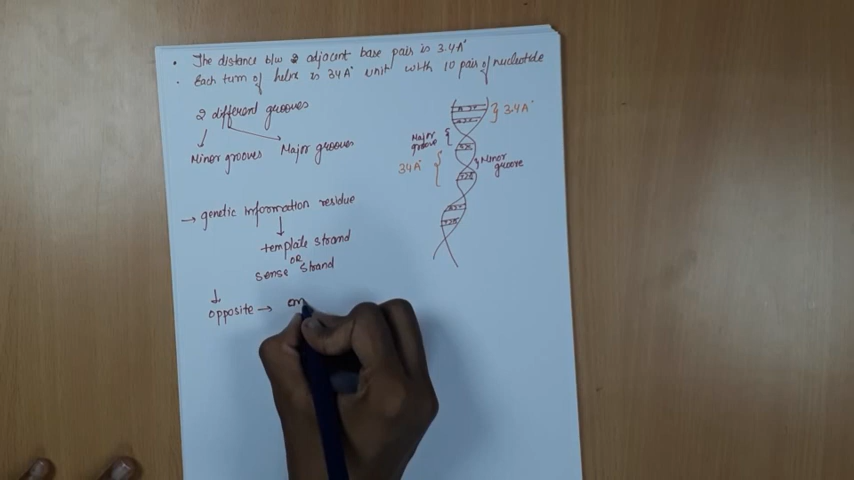 • The distance b/w 2 adjacent base pair is 3.4A°
• Each turn of helix is 34A° unit with 10 pair of nucleotide
2 different grooves
Minor grooves
Major grooves
3.4A°
Major groove
34A°
Minor groove
→ genetic information residue
template strand
OR
sense strand
opposite →